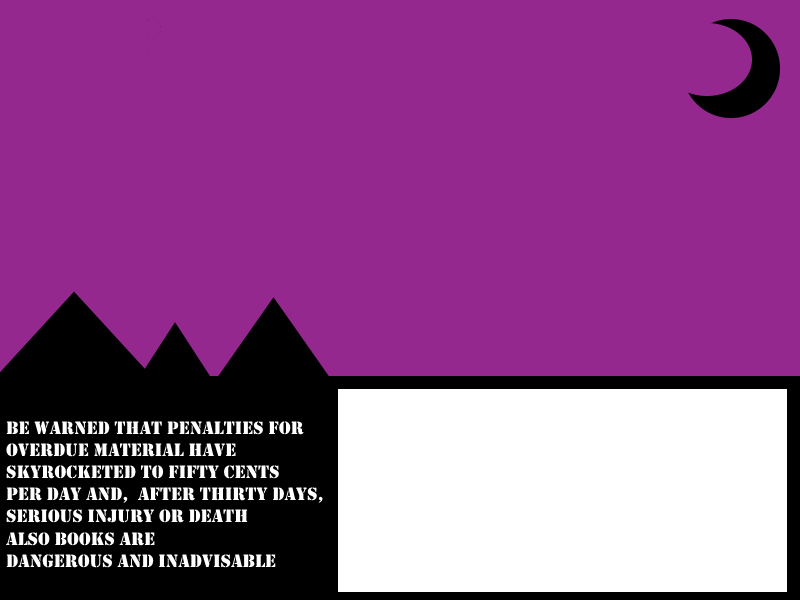 BE WARNED THAT PENALTIES FOR
OVERDUE MATERIAL HAVE
SKYROCKETED TO FIFTY CENTS
PER DAY AND, AFTER THIRTY DAYS,
SERIOUS INJURY OR DEATH
ALSO BOOKS ARE
DANGEROUS AND INADVISABLE